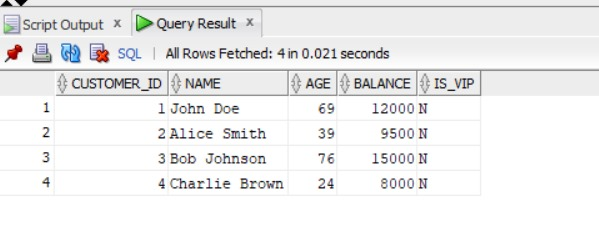 Script Output x Query Result x
SQL | All Rows Fetched: 4 in 0.021 seconds
CUSTOMER_ID NAME AGE BALANCE IS_VIP
1 1 John Doe 69 12000 N
2 2 Alice Smith 39 9500 N
3 3 Bob Johnson 76 15000 N
4 4 Charlie Brown 24 8000 N